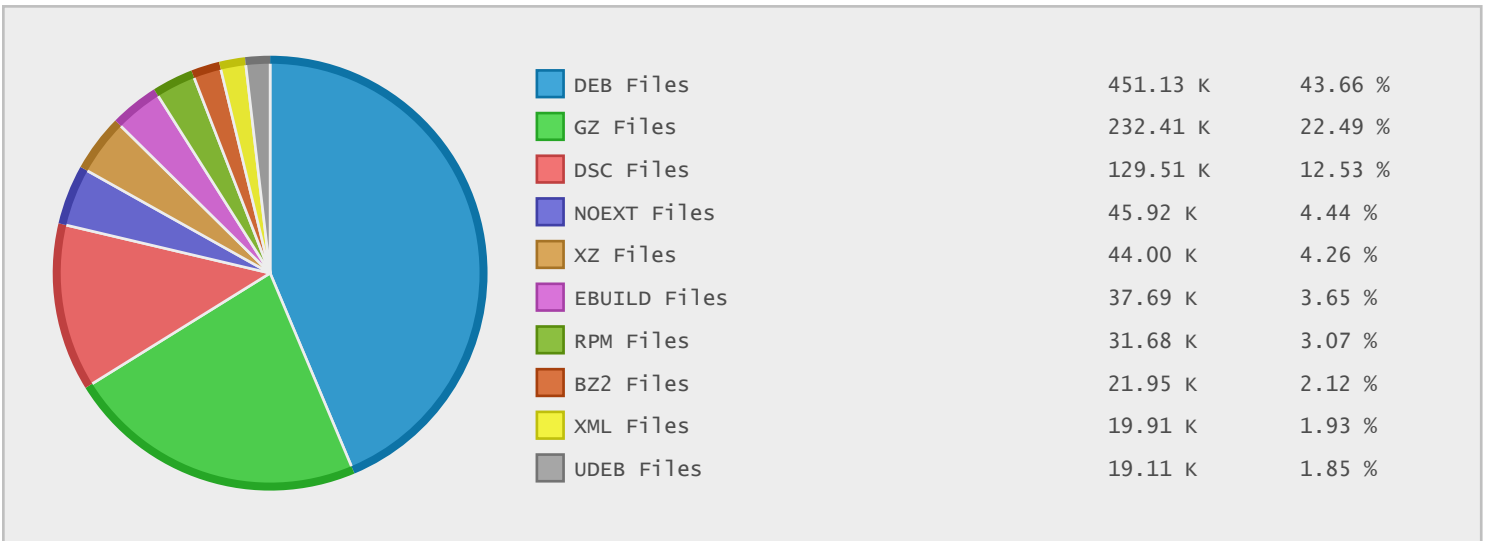 DEB Files 451.13 K 43.66 %
GZ Files 232.41 K 22.49 %
DSC Files 129.51 K 12.53 %
NOEXT Files 45.92 K 4.44 %
XZ Files 44.00 K 4.26 %
EBUILD Files 37.69 K 3.65 %
RPM Files 31.68 K 3.07 %
BZ2 Files 21.95 K 2.12 %
XML Files 19.91 K 1.93 %
UDEB Files 19.11 K 1.85 %